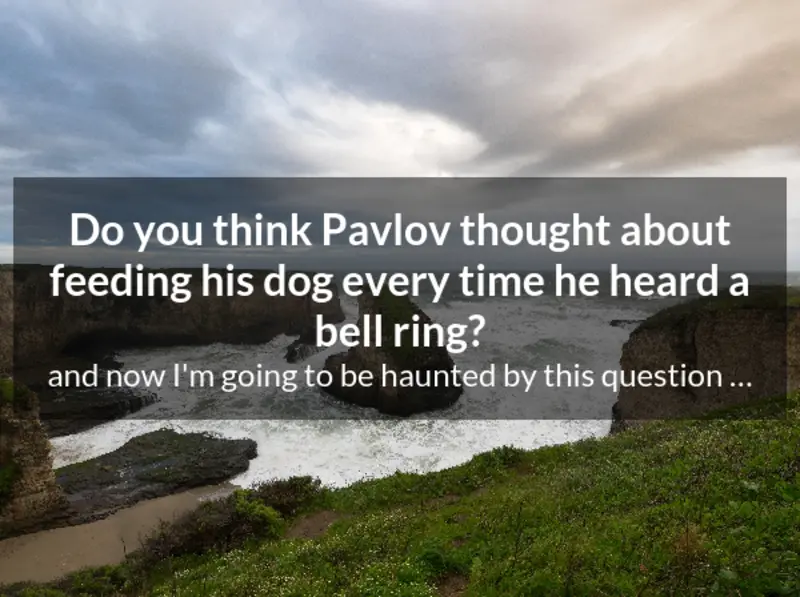 Do you think Pavlov thought about
feeding his dog every time he heard a
bell ring?
and now I'm going to be haunted by this question ...